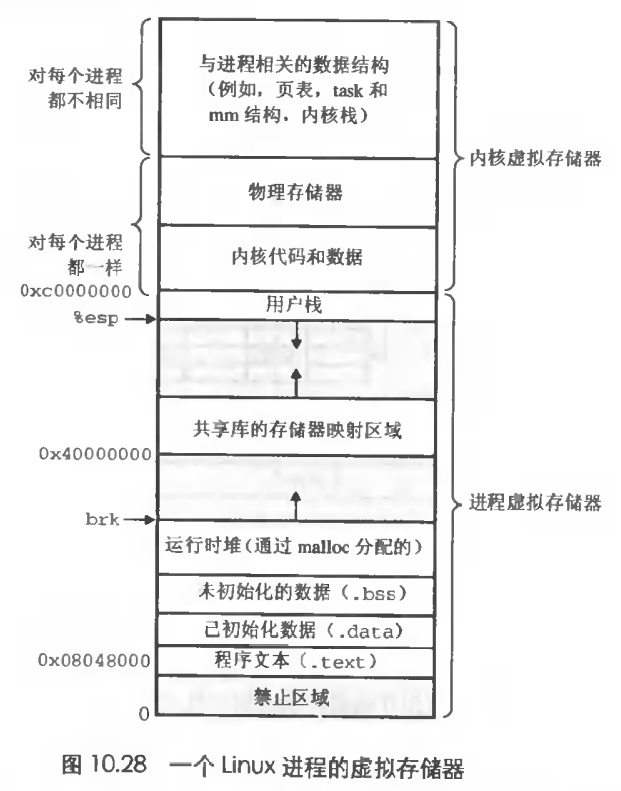 对每个进程
都不相同
与进程相关的数据结构
（例如，页表，task 和
mm 结构，内核栈）
内核虚拟存储器
物理存储器
对每个进程
都一样
内核代码和数据
0xc0000000
用户栈
%esp
共享库的存储器映射区域
0x40000000
进程虚拟存储器
brk
运行时堆（通过 malloc 分配的）
未初始化的数据（.bss）
已初始化数据（.data）
0x08048000
程序文本（.text）
禁止区域
0
图 10.28 一个 Linux 进程的虚拟存储器